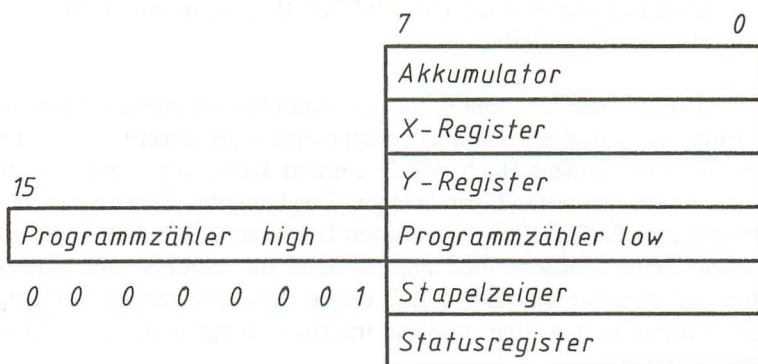 7 0
Akkumulator
X-Register
Y-Register
15
Programmzähler high Programmzähler low
0 0 0 0 0 0 0 1 Stapelzeiger
Statusregister